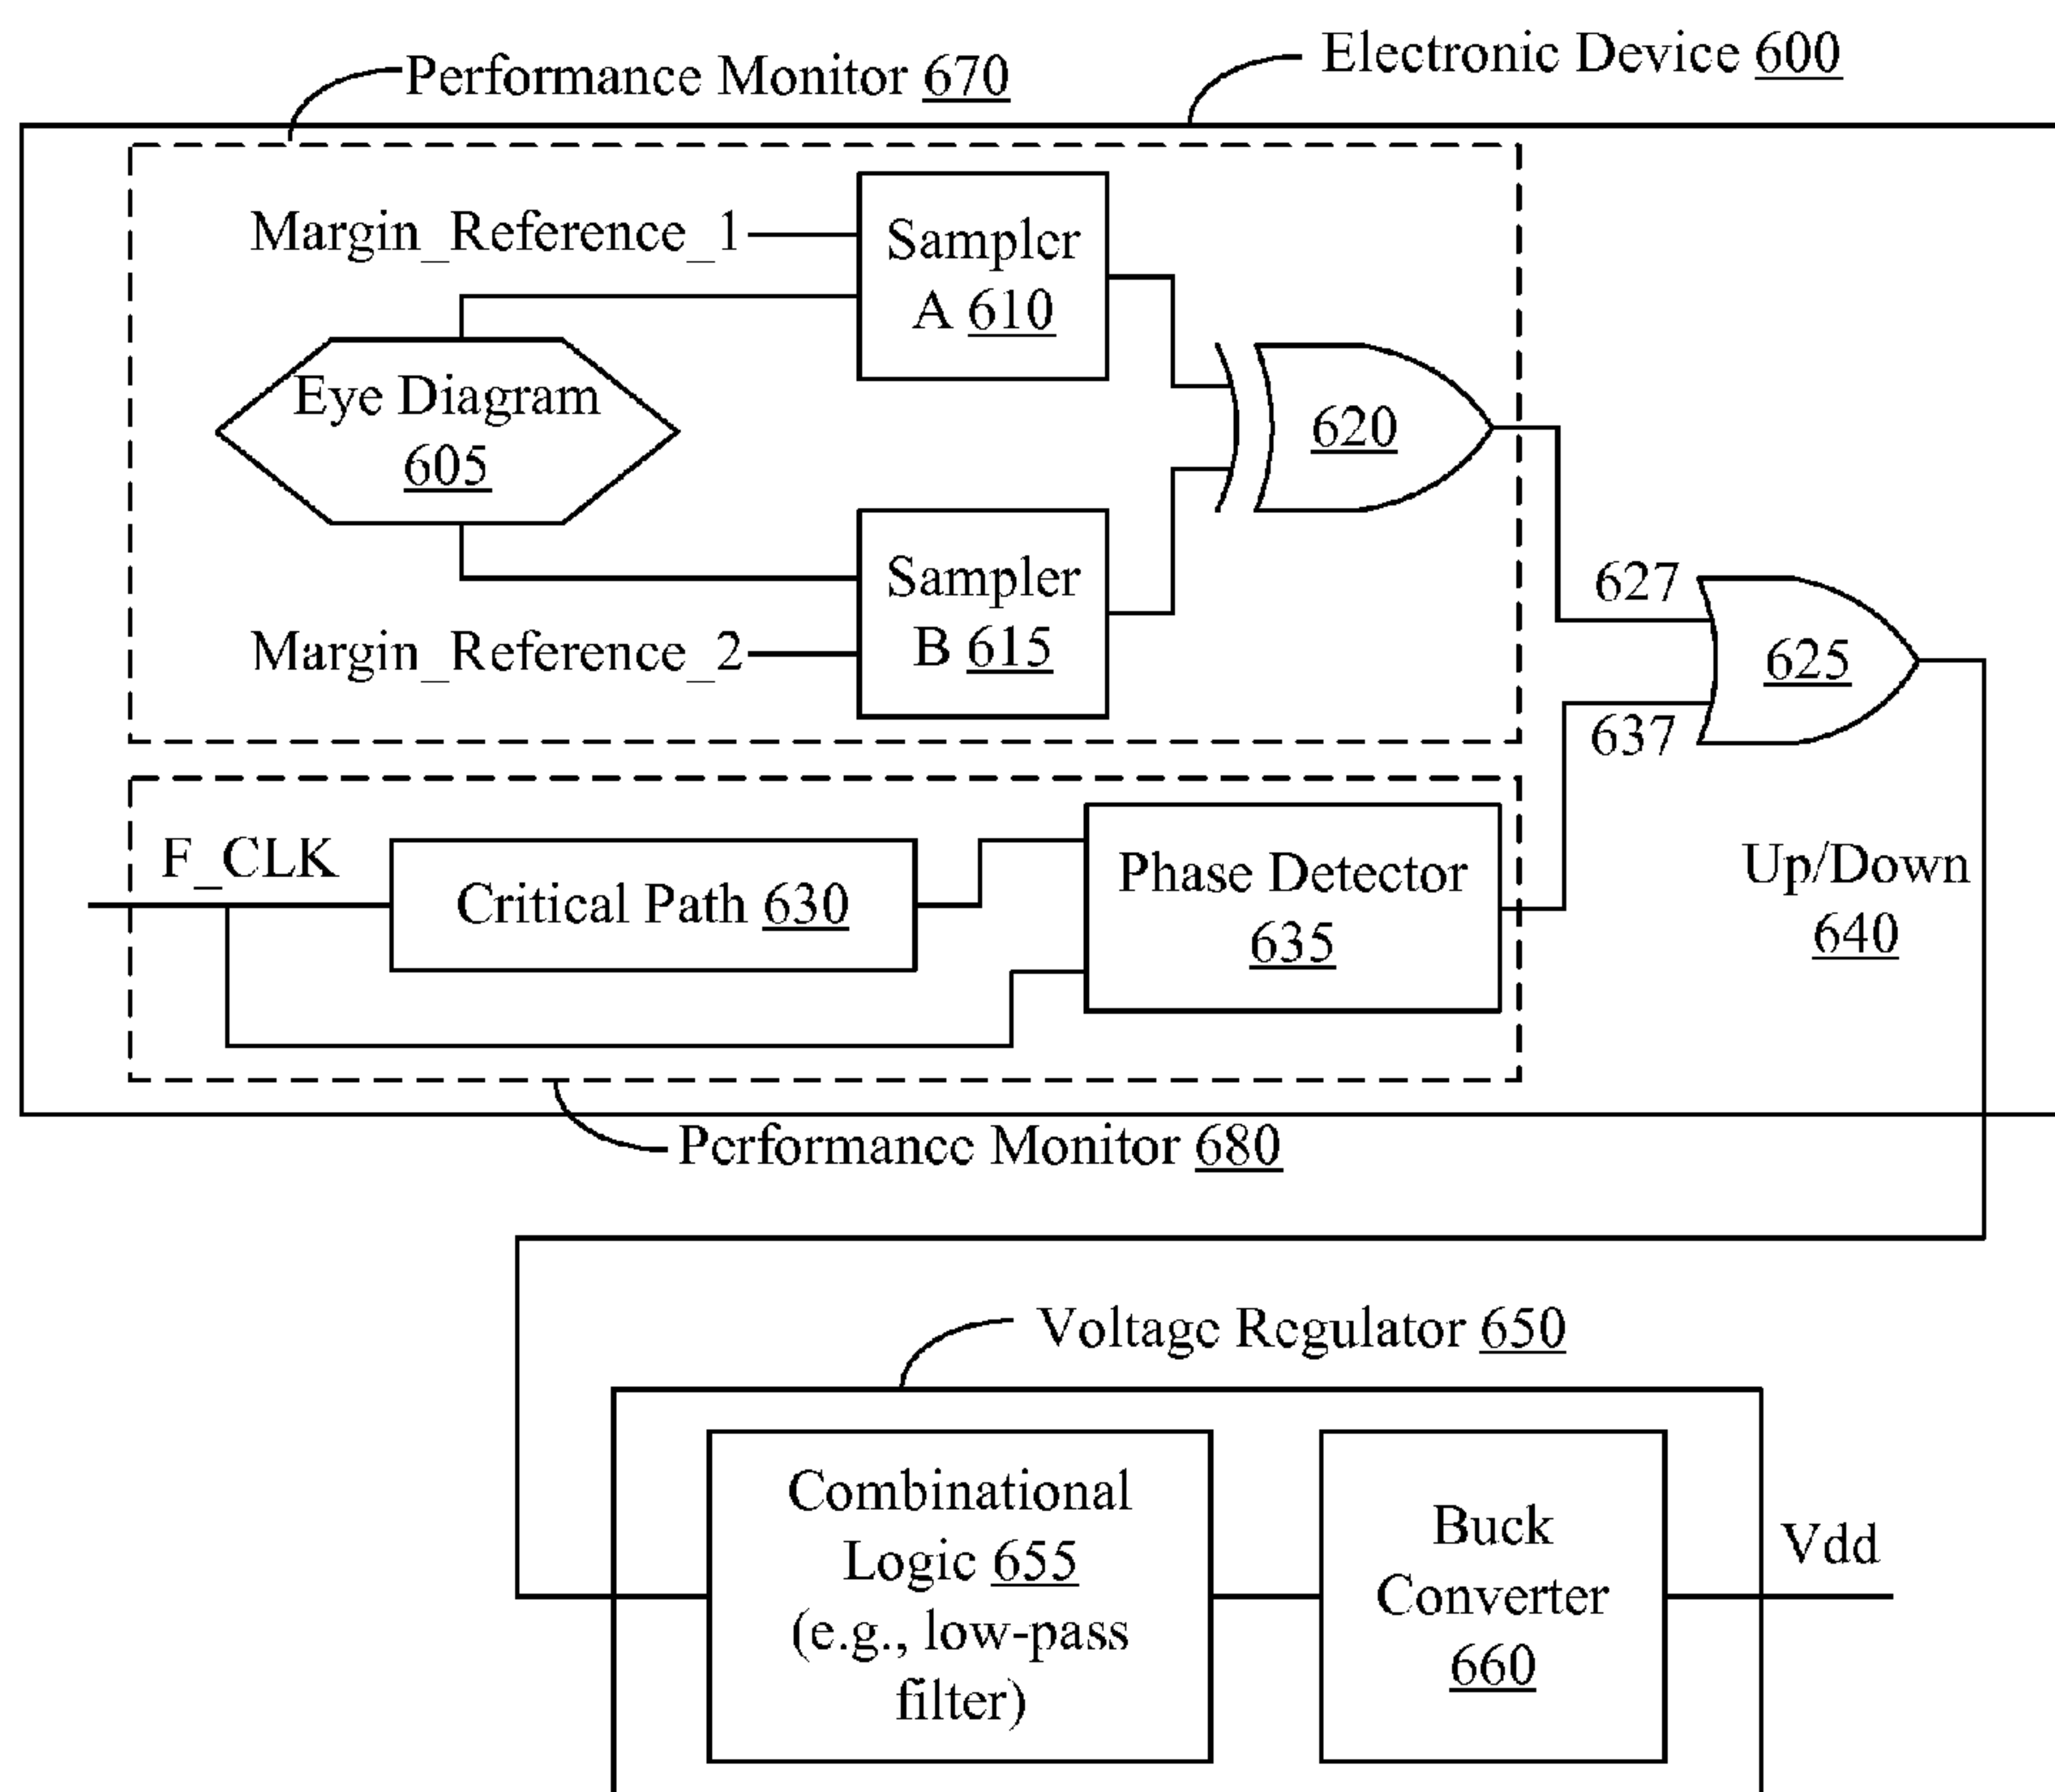 Performance Monitor 670
Electronic Device 600
Margin_Reference_1
Sampler
A 610
Eye Diagram
605
620
Sampler
B 615
Margin_Reference_2
627
625
637
F_CLK
Critical Path 630
Phase Detector
635
Up/Down
640
Performance Monitor 680
Voltage Regulator 650
Combinational
Logic 655
(e.g., low-pass
filter)
Buck
Converter
660
Vdd